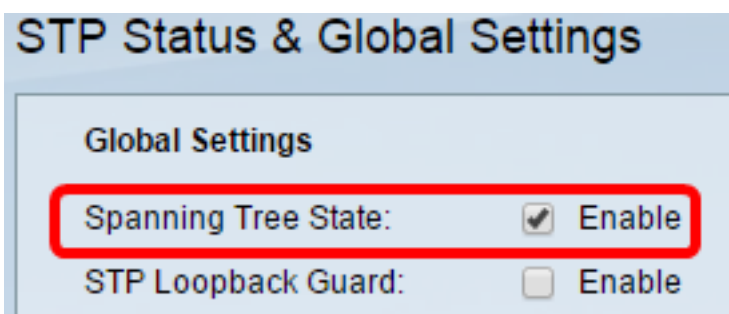 STP Status & Global Settings
Global Settings
Spanning Tree State: Enable
STP Loopback Guard: Enable